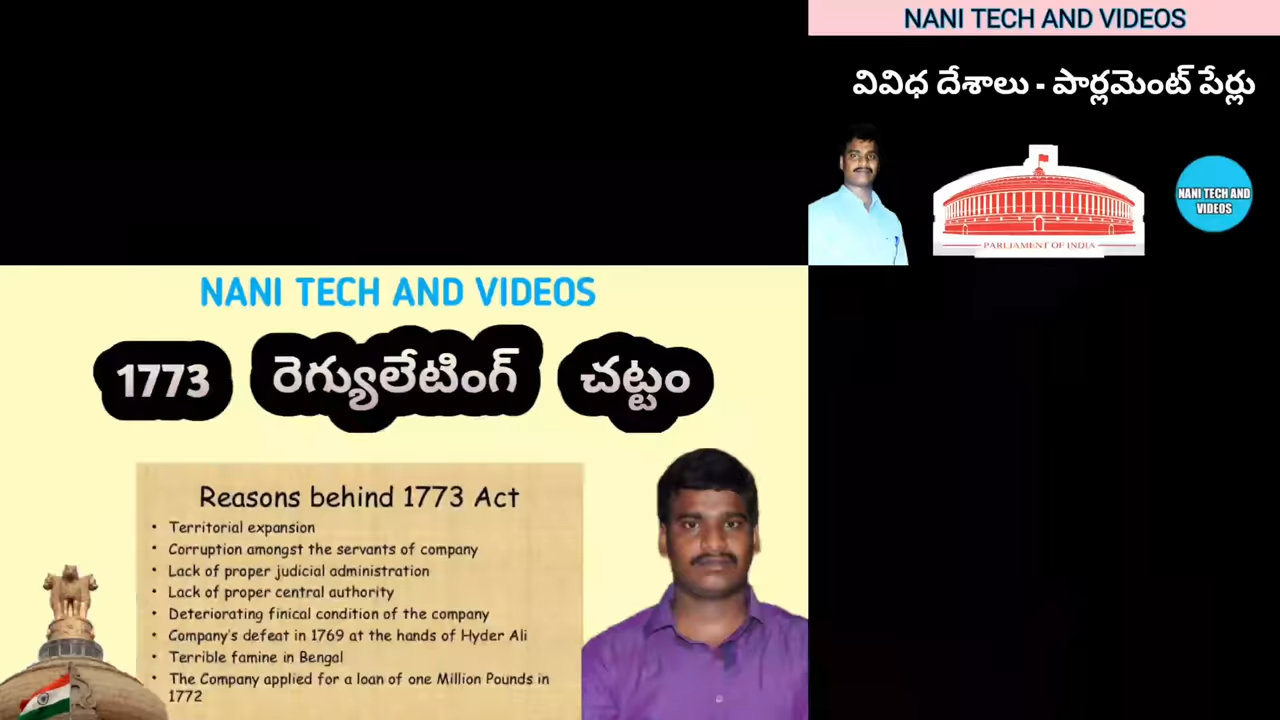 NANI TECH AND VIDEOS
వివిధ దేశాలు - పార్లమెంట్ పేర్లు
PARLIAMENT OF INDIA
NANI TECH AND
VIDEOS
NANI TECH AND VIDEOS
1773 రెగ్యులేటింగ్ చట్టం
Reasons behind 1773 Act
• Territorial expansion
• Corruption amongst the servants of company
• Lack of proper judicial administration
• Lack of proper central authority
• Deteriorating finical condition of the company
• Company's defeat in 1769 at the hands of Hyder Ali
• Terrible famine in Bengal
• The Company applied for a loan of one Million Pounds in
1772